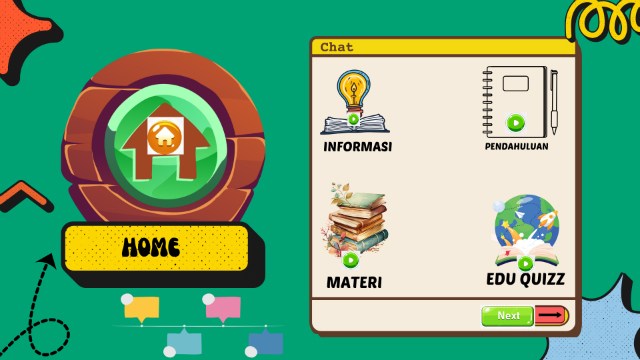 Chat
INFORMASI
PENDAHULUAN
HOME
MATERI
EDU QUIZZ
Next